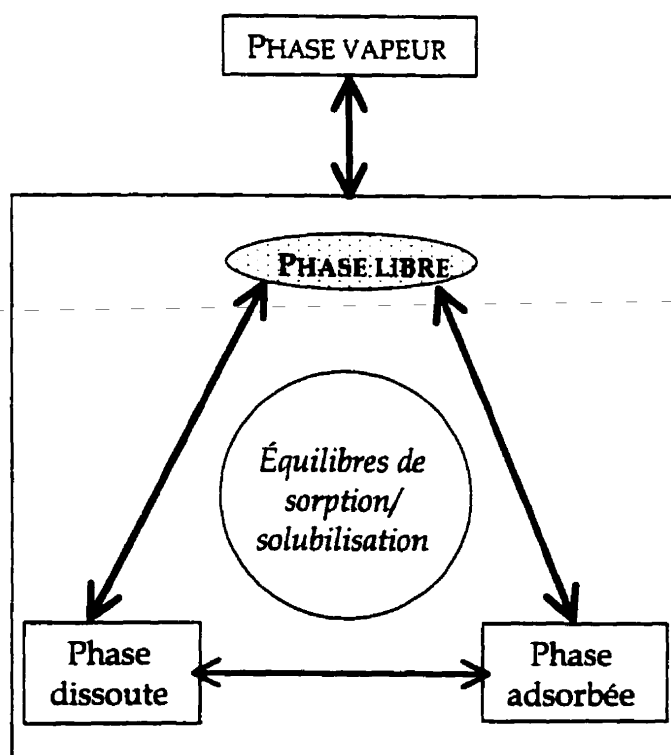 PHASE VAPEUR
PHASE LIBRE
Équilibres de
sorption/
solubilisation
Phase
dissoute
Phase
adsorbée